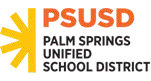 PSUSD
PALM SPRINGS
UNIFIED
SCHOOL DISTRICT